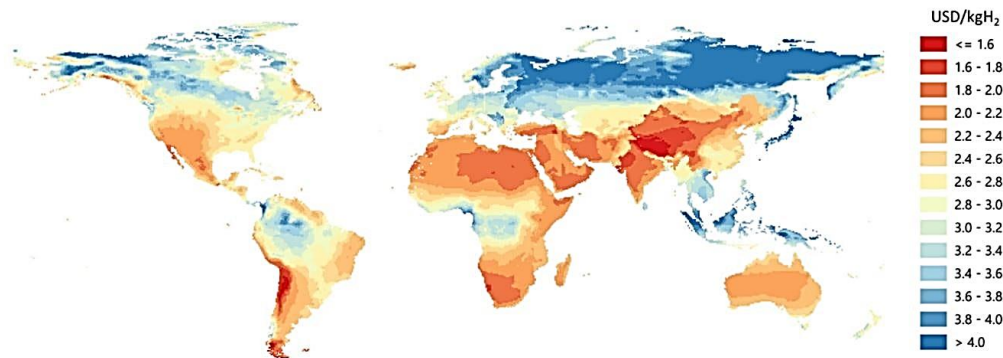 USD/kgH₂
<= 1.6
1.6 - 1.8
1.8 - 2.0
2.0 - 2.2
2.2 - 2.4
2.4 - 2.6
2.6 - 2.8
2.8 - 3.0
3.0 - 3.2
3.2 - 3.4
3.4 - 3.6
3.6 - 3.8
3.8 - 4.0
> 4.0